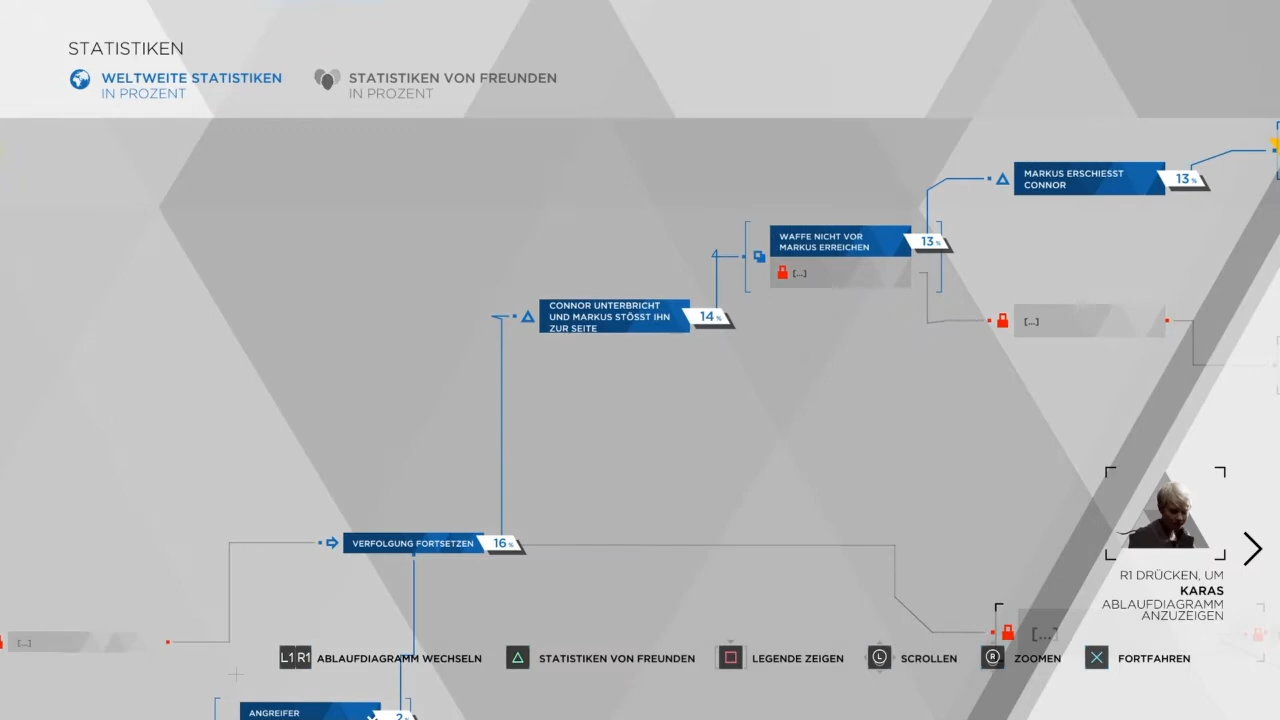 STATISTIKEN
WELTWEITE STATISTIKEN
IN PROZENT
STATISTIKEN VON FREUNDEN
IN PROZENT
MARKUS ERSCHIESST
CONNOR
13 %
WAFFE NICHT VOR
MARKUS ERREICHEN
13 %
[...]
CONNOR UNTERBRICHT
UND MARKUS STÖSST IHN
ZUR SEITE
14 %
[...]
VERFOLGUNG FORTSETZEN
16 %
R1 DRÜCKEN, UM
KARAS
ABLAUFDIAGRAMM
ANZUZEIGEN
[...]
[...]
L1 R1 ABLAUFDIAGRAMM WECHSELN
STATISTIKEN VON FREUNDEN
LEGENDE ZEIGEN
L SCROLLEN
R ZOOMEN
FORTFAHREN
ANGREIFER
2 %